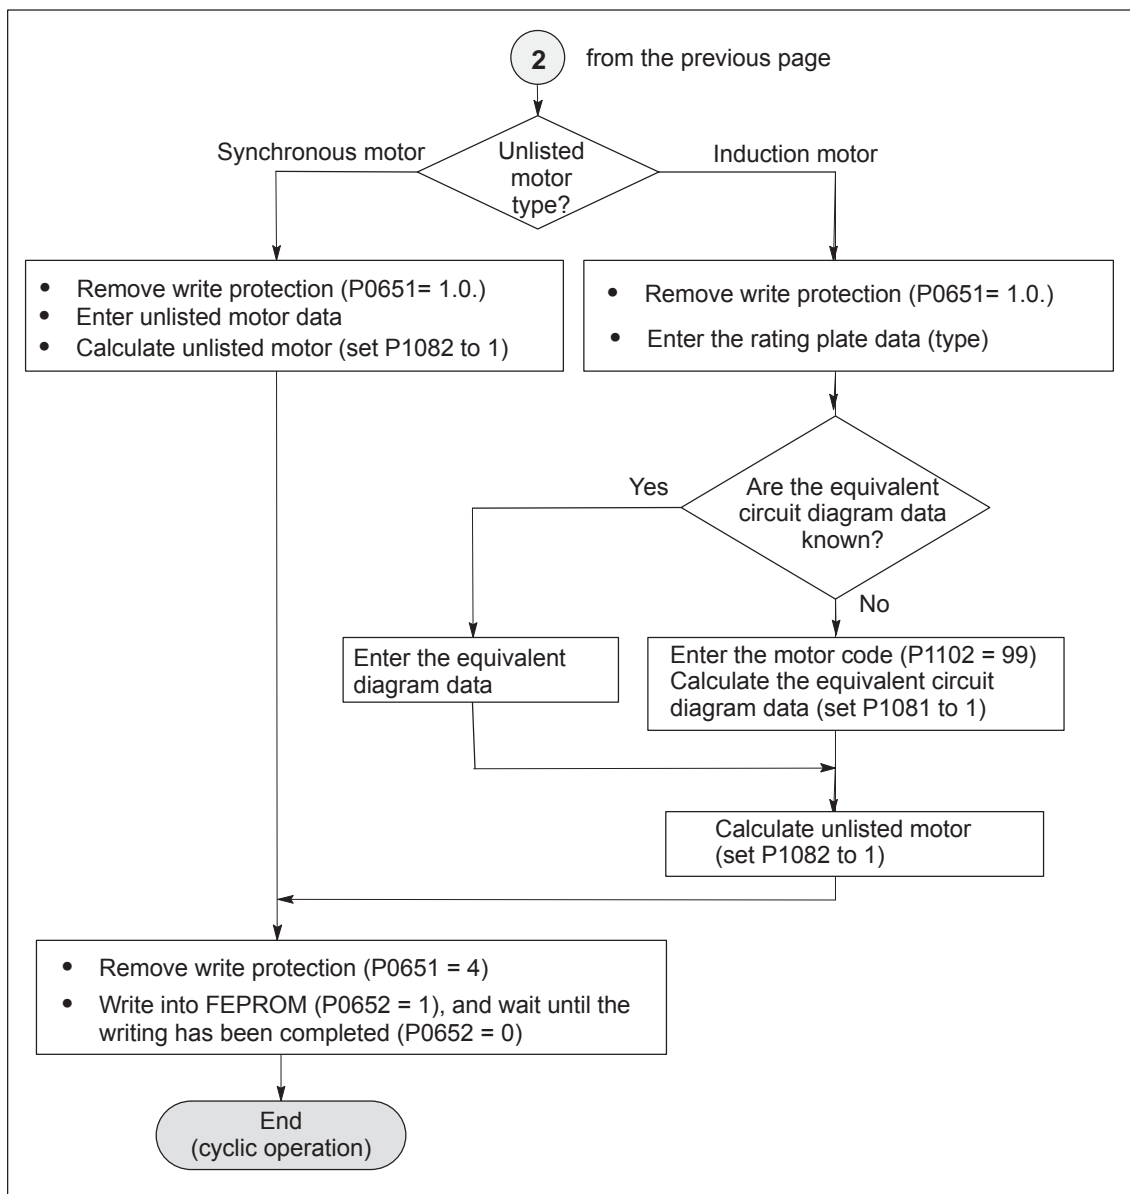 2 from the previous page
Synchronous motor
Unlisted
motor
type?
Induction motor
• Remove write protection (P0651= 1.0.)
• Enter unlisted motor data
• Calculate unlisted motor (set P1082 to 1)
• Remove write protection (P0651= 1.0.)
• Enter the rating plate data (type)
Yes
Are the equivalent
circuit diagram data
known?
No
Enter the equivalent
diagram data
Enter the motor code (P1102 = 99)
Calculate the equivalent circuit
diagram data (set P1081 to 1)
Calculate unlisted motor
(set P1082 to 1)
• Remove write protection (P0651 = 4)
• Write into FEPROM (P0652 = 1), and wait until the
writing has been completed (P0652 = 0)
End
(cyclic operation)